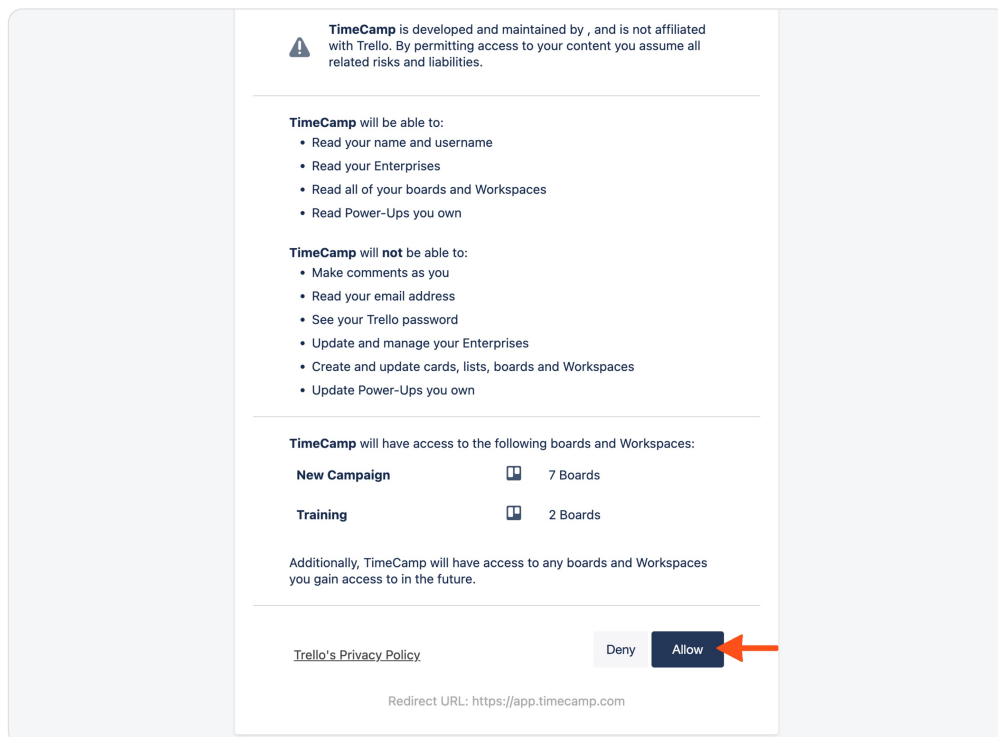 TimeCamp is developed and maintained by , and is not affiliated
with Trello. By permitting access to your content you assume all
related risks and liabilities.
TimeCamp will be able to:
• Read your name and username
• Read your Enterprises
• Read all of your boards and Workspaces
• Read Power-Ups you own
TimeCamp will not be able to:
• Make comments as you
• Read your email address
• See your Trello password
• Update and manage your Enterprises
• Create and update cards, lists, boards and Workspaces
• Update Power-Ups you own
TimeCamp will have access to the following boards and Workspaces:
New Campaign 7 Boards
Training 2 Boards
Additionally, TimeCamp will have access to any boards and Workspaces
you gain access to in the future.
Trello's Privacy Policy Deny Allow
Redirect URL: https://app.timecamp.com